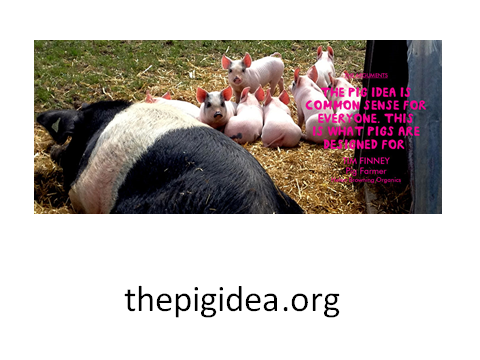 THE PIG IDEA IS
COMMON SENSE FOR
EVERYONE. THIS
IS WHAT PIGS ARE
DESIGNED FOR
TIM FINNEY
Pig Farmer
Organics
thepigidea.org